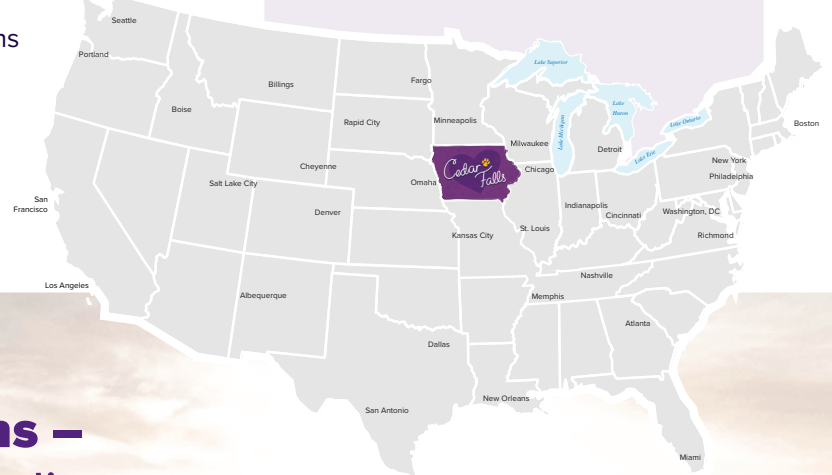 ns
Seattle
Portland
Billings
Boise
Fargo
Rapid City
Minneapolis
Lake Superior
Lake
Huron
Lake Michigan
Lake Ontario
Lake Erie
Boston
Milwaukee
Detroit
Cheyenne
Salt Lake City
Omaha
Cedar
Falls
Chicago
New York
Philadelphia
San
Francisco
Denver
Indianapolis
Cincinnati
Washington, DC
Kansas City
St. Louis
Richmond
Los Angeles
Albequerque
Nashville
Memphis
Atlanta
Dallas
New Orleans
San Antonio
Miami
ns –